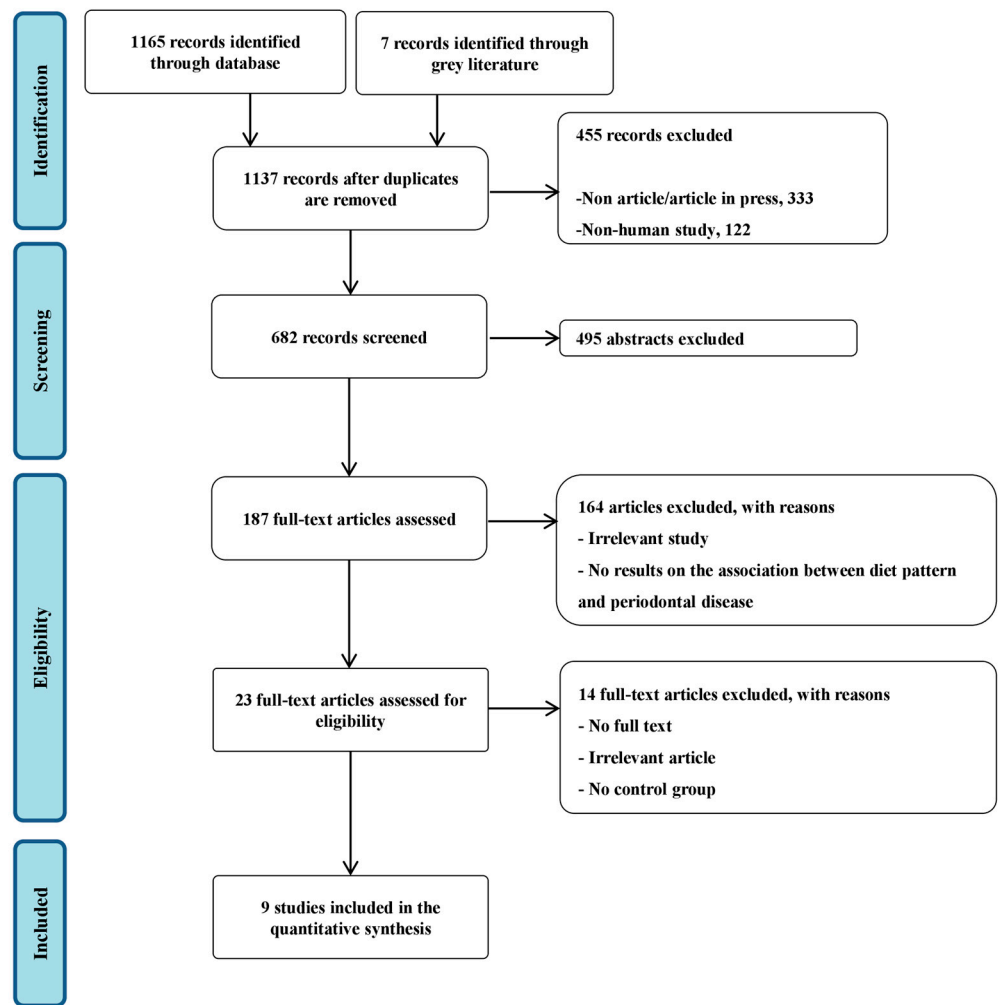 Identification
1165 records identified
through database
7 records identified through
grey literature
1137 records after duplicates
are removed
455 records excluded
-Non article/article in press, 333
-Non-human study, 122
Screening
682 records screened
495 abstracts excluded
Eligibility
187 full-text articles assessed
164 articles excluded, with reasons
- Irrelevant study
- No results on the association between diet pattern
and periodontal disease
23 full-text articles assessed for
eligibility
14 full-text articles excluded, with reasons
- No full text
- Irrelevant article
- No control group
Included
9 studies included in the
quantitative synthesis